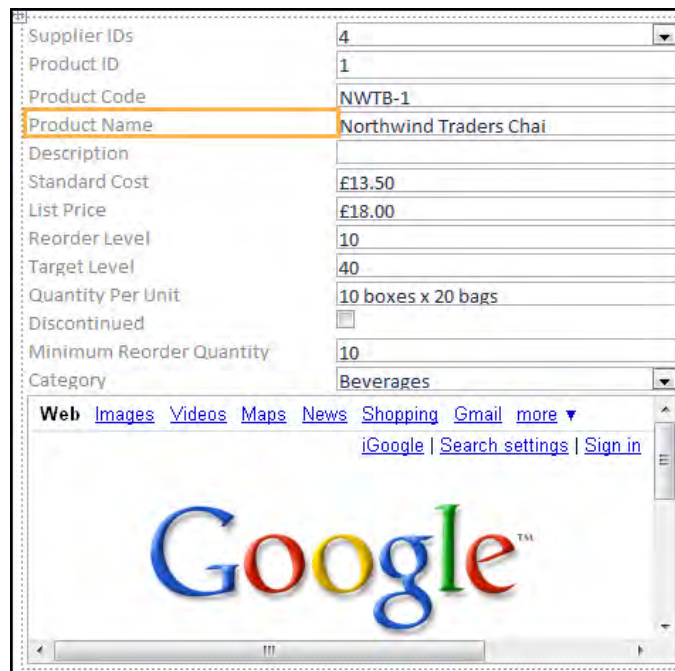 Supplier IDs 4
Product ID 1
Product Code NWTB-1
Product Name Northwind Traders Chai
Description
Standard Cost £13.50
List Price £18.00
Reorder Level 10
Target Level 40
Quantity Per Unit 10 boxes x 20 bags
Discontinued
Minimum Reorder Quantity 10
Category Beverages
Web Images Videos Maps News Shopping Gmail more ▼
iGoogle | Search settings | Sign in
Google™